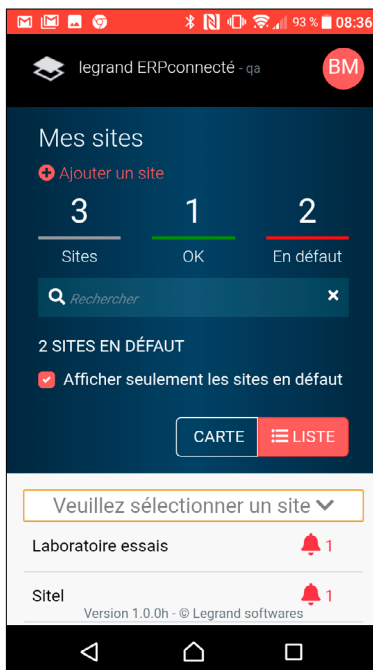 93 % 08:36
legrand ERPconnecté - qa
BM
Mes sites
Ajouter un site
3 1 2
Sites OK En défaut
Rechercher
2 SITES EN DÉFAUT
Afficher seulement les sites en défaut
CARTE LISTE
Veuillez sélectionner un site
Laboratoire essais 1
Sitel 1
Version 1.0.0h - © Legrand softwares